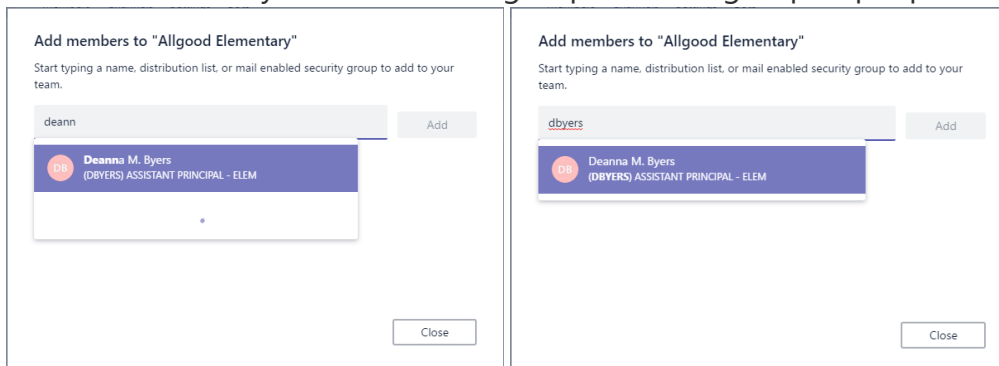 Add members to "Allgood Elementary"
Start typing a name, distribution list, or mail enabled security group to add to your
team.
deann
Add
DB
Deanna M. Byers
(DBYERS) ASSISTANT PRINCIPAL - ELEM
Close
Add members to "Allgood Elementary"
Start typing a name, distribution list, or mail enabled security group to add to your
team.
dbyers
Add
DB
Deanna M. Byers
(DBYERS) ASSISTANT PRINCIPAL - ELEM
Close